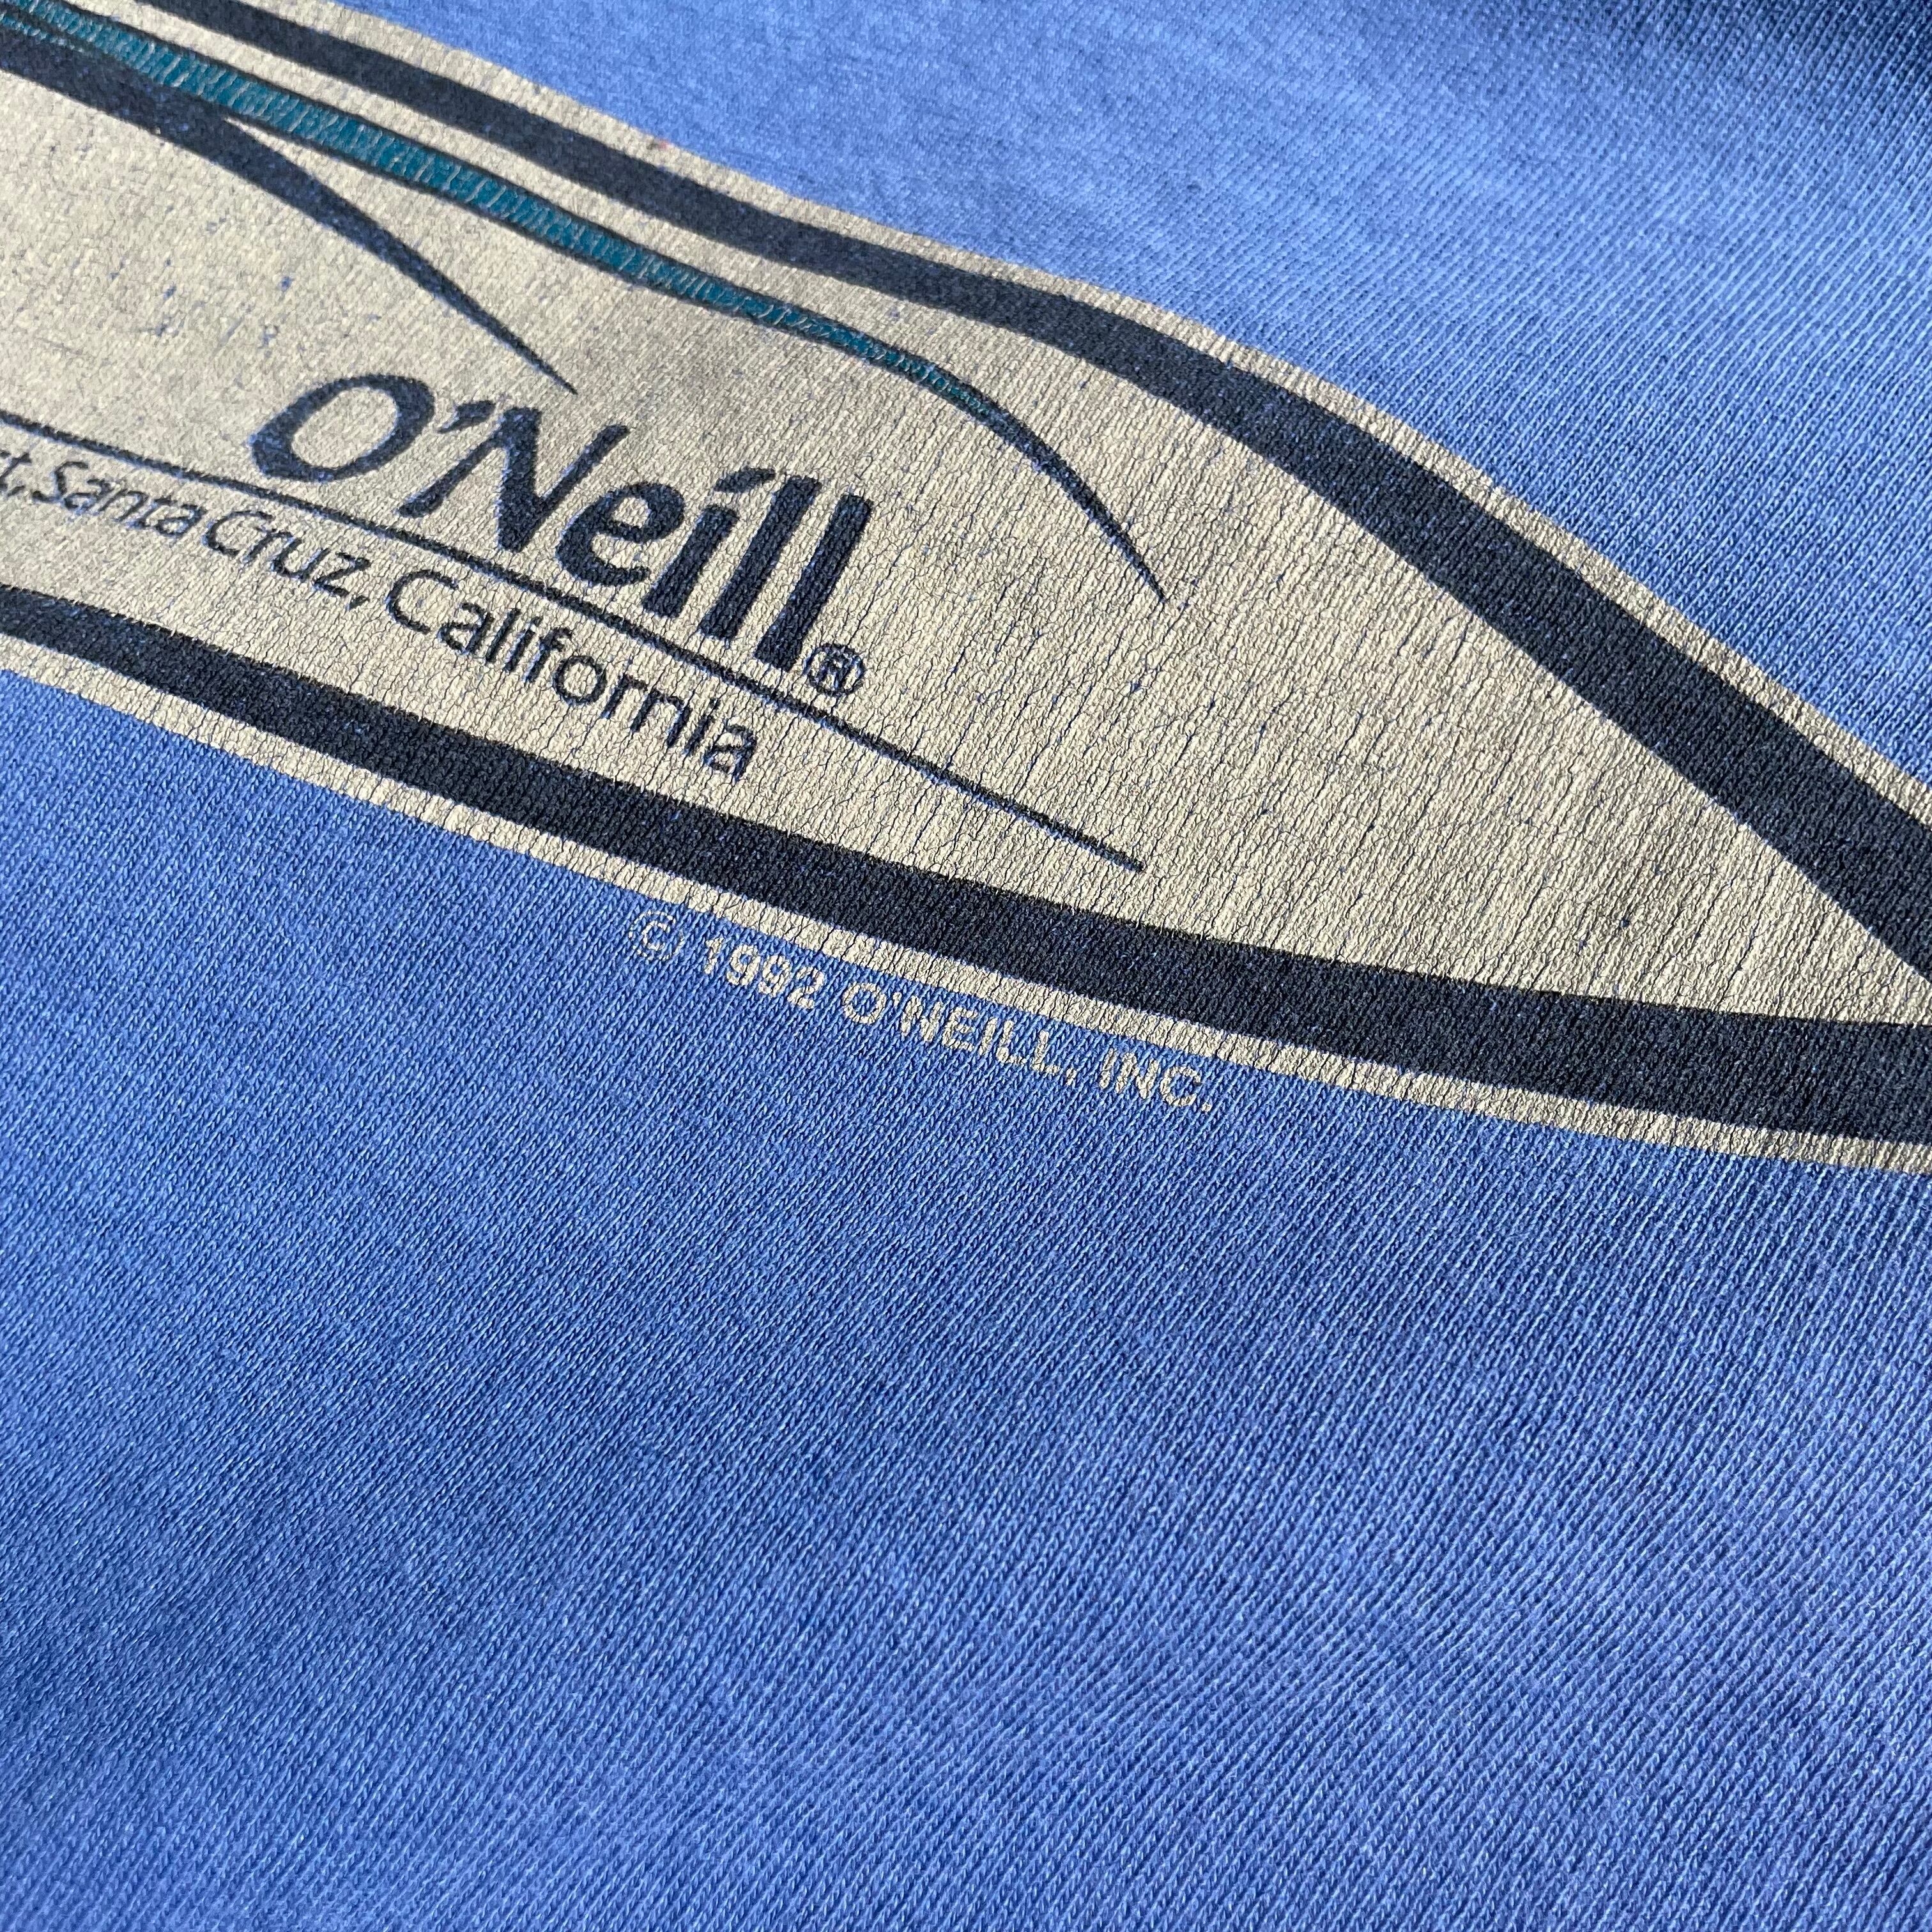 O'Neill®
Santa Cruz, California
© 1992 O'NEILL, INC.